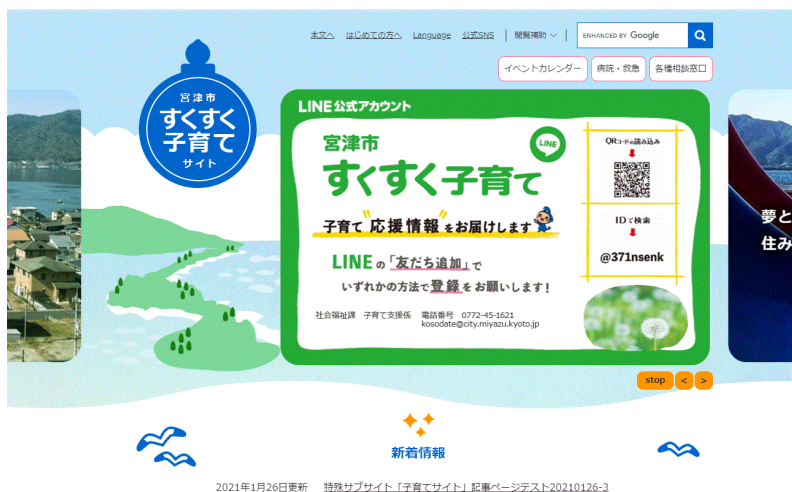 本文へ はじめての方へ Language 公式SNS 閲覧補助
ENHANCED BY Google
イベントカレンダー 病院・救急 各種相談窓口
宮津市
すくすく
子育て
サイト
LINE公式アカウント
宮津市
すくすく子育て
LINE
子育て"応援情報"をお届けします
LINEの「友だち追加」で
いずれかの方法で登録をお願いします!
社会福祉課 子育て支援係 電話番号 0772-45-1621
kosodate@city.miyazu.kyoto.jp
QRコードの読み込み
IDで検索
@371nsenk
夢と
住み
stop < >
新着情報
2021年1月26日更新 特殊サブサイト「子育てサイト」記事ページテスト20210126-3